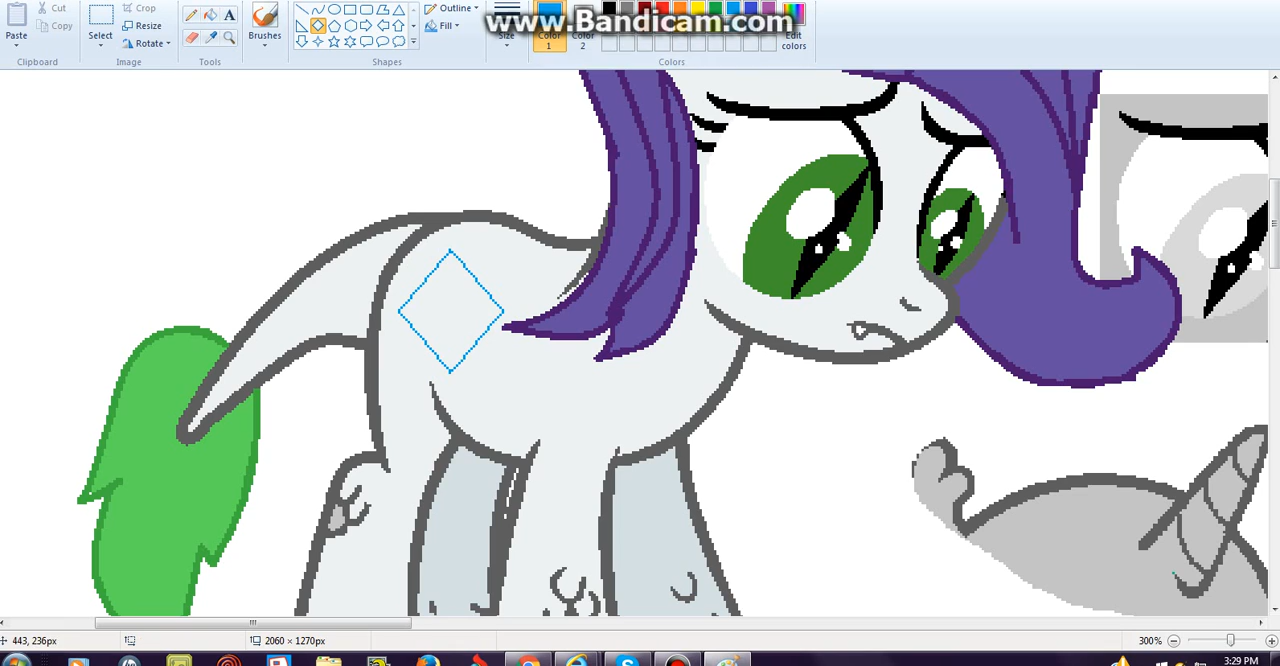 www.Bandicam.com
Cut
Crop
Outline
Copy
Resize
Fill
Paste
Select
Rotate
Brushes
Size
Color 1
Color 2
Edit colors
Clipboard
Image
Tools
Shapes
Colors
443, 236px
2060 × 1270px
300%
3:29 PM